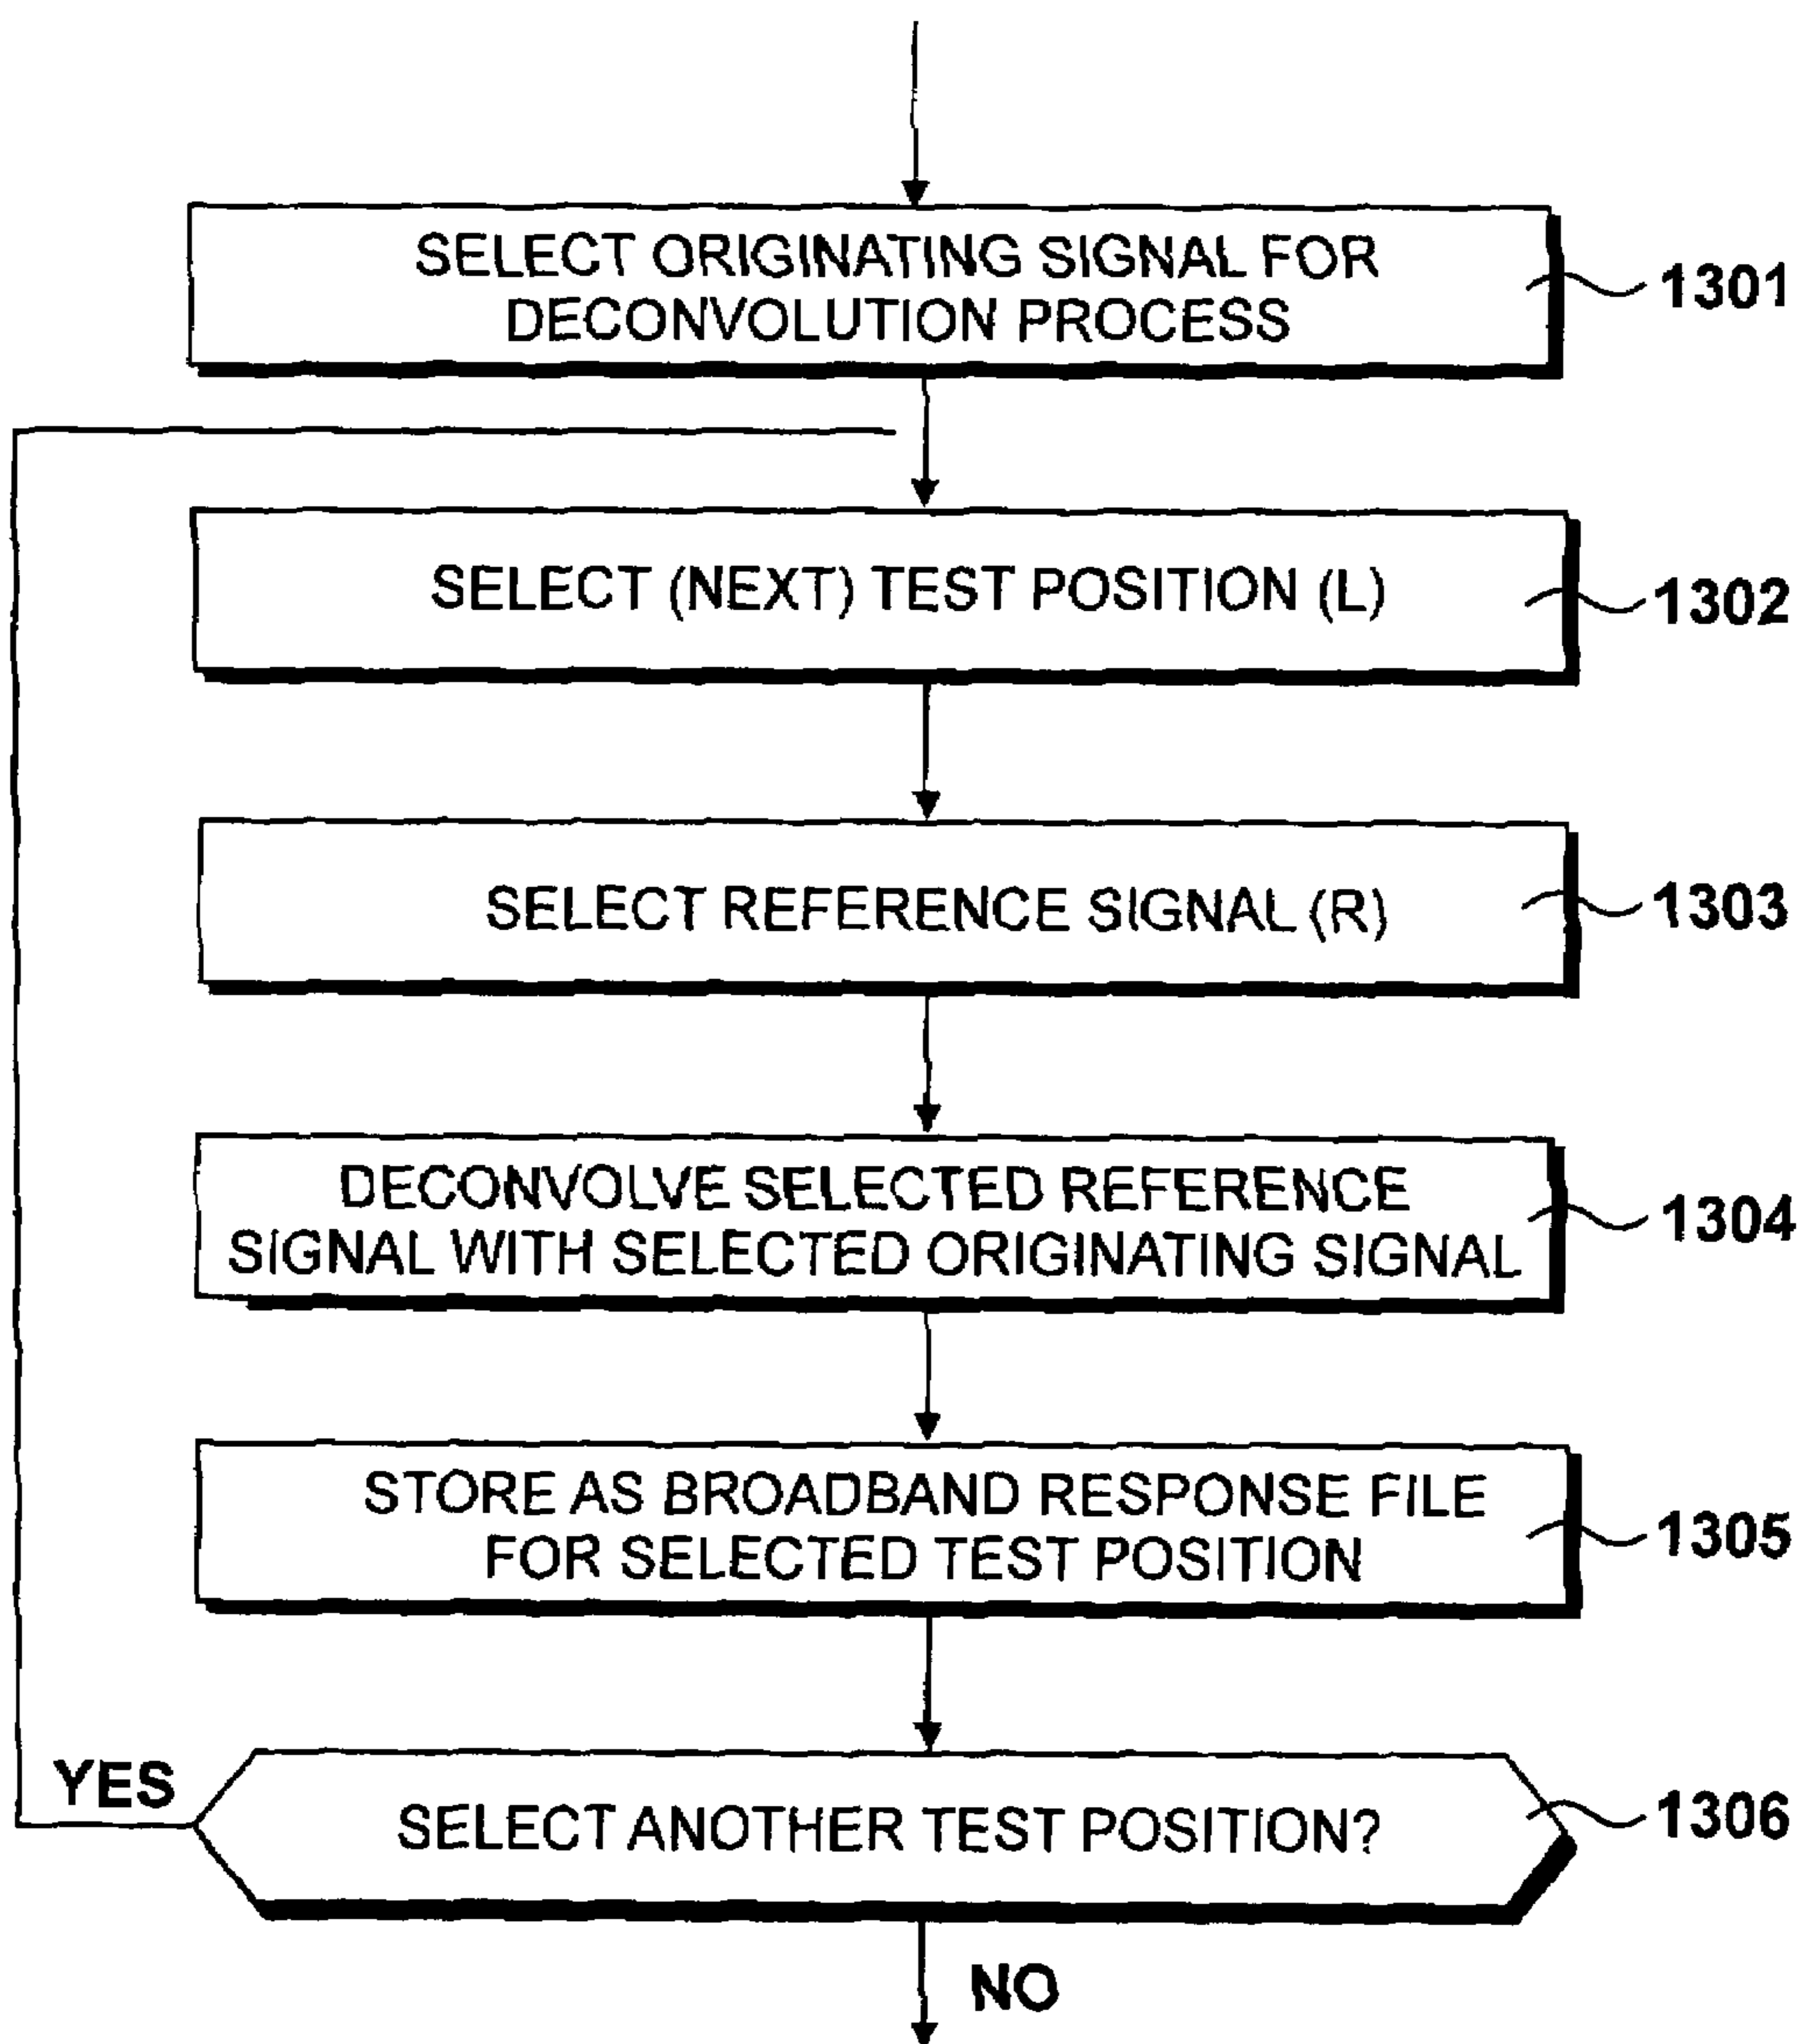 SELECT ORIGINATING SIGNAL FOR
DECONVOLUTION PROCESS
1301
SELECT (NEXT) TEST POSITION (L)
1302
SELECT REFERENCE SIGNAL (R)
1303
DECONVOLVE SELECTED REFERENCE
SIGNAL WITH SELECTED ORIGINATING SIGNAL
1304
STORE AS BROADBAND RESPONSE FILE
FOR SELECTED TEST POSITION
1305
YES
SELECT ANOTHER TEST POSITION?
1306
NO